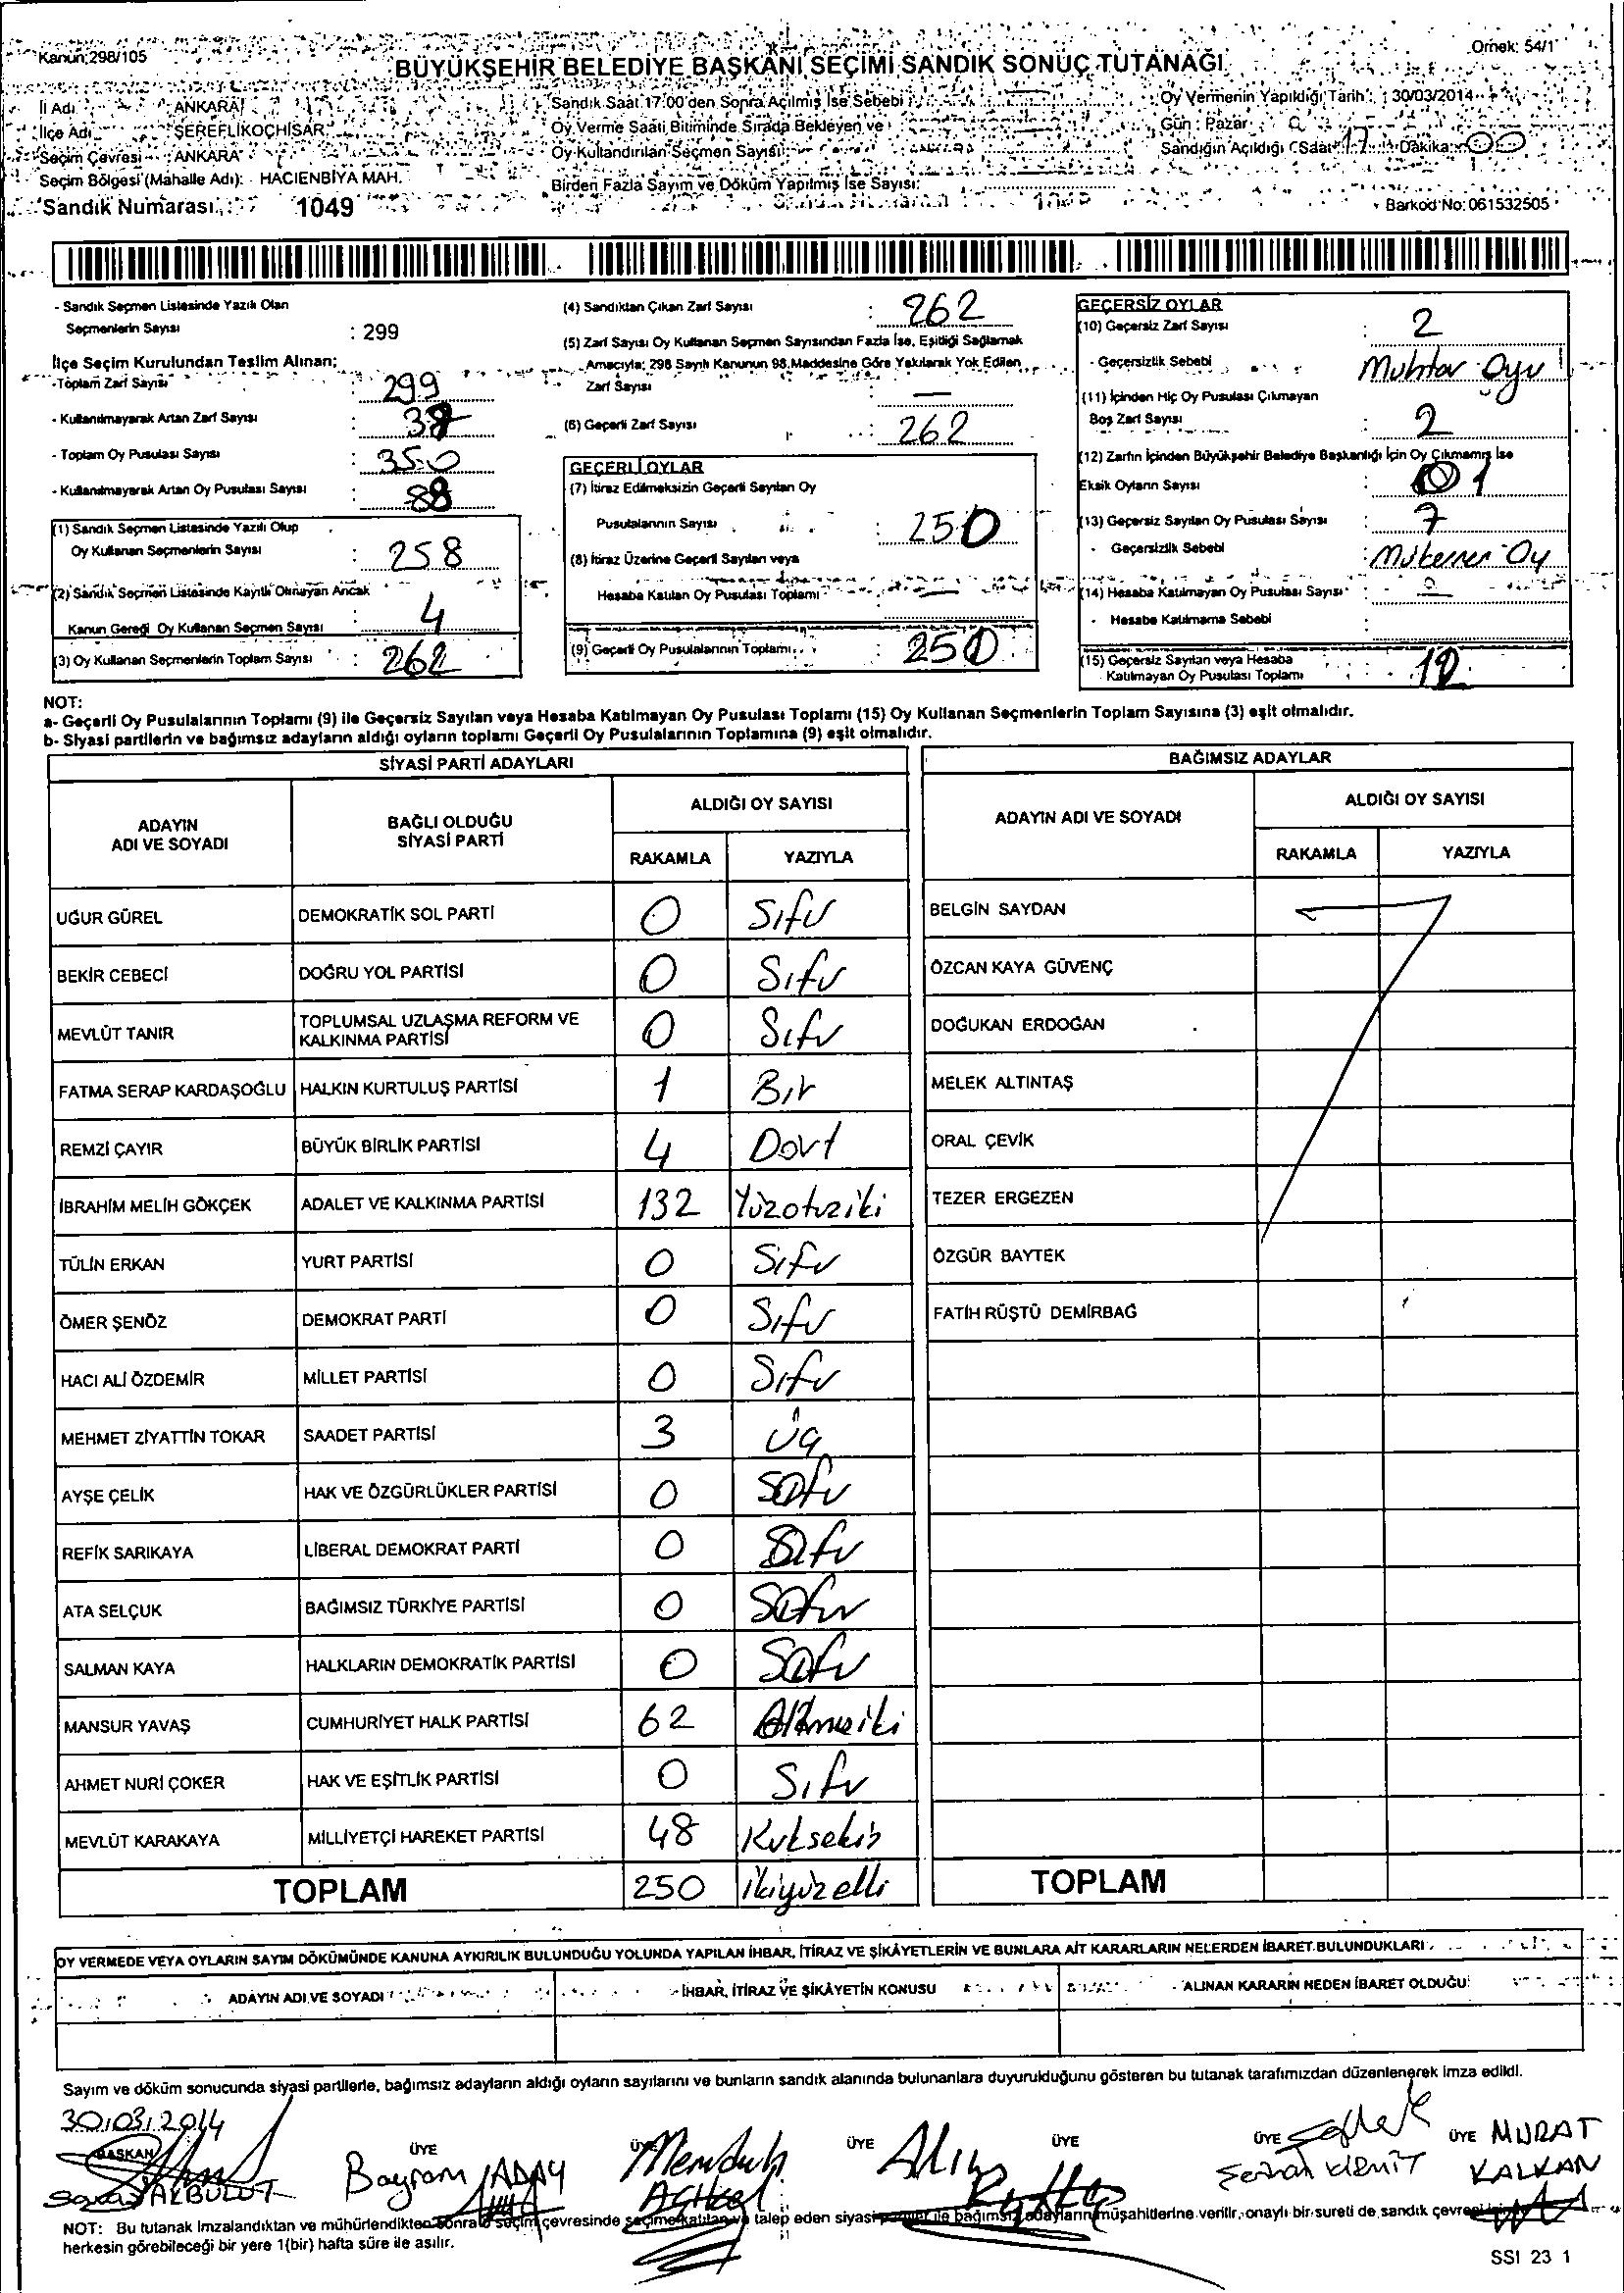 Kanun:298/105
Örnek: 54/1
BÜYÜKŞEHİR BELEDİYE BAŞKANI SEÇİMİ SANDIK SONUÇ TUTANAĞI
İl Adı : ANKARA
İlçe Adı : ŞEREFLİKOÇHİSAR
Seçim Çevresi : ANKARA
Seçim Bölgesi (Mahalle Adı): HACIENBİYA MAH.
Sandık Numarası : 1049
Sandık Saat 17:00'den Sonra Açılmış İse Sebebi :
Oy Verme Saati Bitiminde Sırada Bekleyen ve
Oy Kullandırılan Seçmen Sayısı:
Birden Fazla Sayım ve Döküm Yapılmış İse Sayısı:
Oy Vermenin Yapıldığı Tarih : 30/03/2014
Gün : Pazar
Sandığın Açıldığı Saat: 17 Dakika: 00
Barkod No: 061532505
- Sandık Seçmen Listesinde Yazılı Olan
Seçmenlerin Sayısı : 299
İlçe Seçim Kurulundan Teslim Alınan:
- Toplam Zarf Sayısı : 299
- Kullanılmayarak Artan Zarf Sayısı :
- Toplam Oy Pusulası Sayısı : 350
- Kullanılmayarak Artan Oy Pusulası Sayısı : 88
(1) Sandık Seçmen Listesinde Yazılı Olup
Oy Kullanan Seçmenlerin Sayısı : 258
(2) Sandık Seçmen Listesinde Kayıtlı Olmayan Ancak
Kanun Gereği Oy Kullanan Seçmen Sayısı : 4
(3) Oy Kullanan Seçmenlerin Toplam Sayısı : 262
(4) Sandıktan Çıkan Zarf Sayısı : 262
(5) Zarf Sayısı Oy Kullanan Seçmen Sayısından Fazla İse, Eşitliği Sağlamak
Amacıyla; 298 Sayılı Kanunun 98.Maddesine Göre Yakılarak Yok Edilen
Zarf Sayısı : —
(6) Geçerli Zarf Sayısı : 262
GEÇERLİ OYLAR
(7) İtiraz Edilmeksizin Geçerli Sayılan Oy
Pusulalarının Sayısı : 250
(8) İtiraz Üzerine Geçerli Sayılan veya
Hesaba Katılan Oy Pusulası Toplamı : —
(9) Geçerli Oy Pusulalarının Toplamı : 250
GEÇERSİZ OYLAR
(10) Geçersiz Zarf Sayısı : 2
- Geçersizlik Sebebi : Muhtar Oyu
(11) İçinden Hiç Oy Pusulası Çıkmayan
Boş Zarf Sayısı : 2
(12) Zarfın İçinden Büyükşehir Belediye Başkanlığı İçin Oy Çıkmamış İse
Eksik Oyların Sayısı : 1
(13) Geçersiz Sayılan Oy Pusulası Sayısı : 7
- Geçersizlik Sebebi : Mükerrer Oy
(14) Hesaba Katılmayan Oy Pusulası Sayısı :
- Hesaba Katılmama Sebebi :
(15) Geçersiz Sayılan veya Hesaba
Katılmayan Oy Pusulası Toplamı : 12
NOT:
a- Geçerli Oy Pusulalarının Toplamı (9) ile Geçersiz Sayılan veya Hesaba Katılmayan Oy Pusulası Toplamı (15) Oy Kullanan Seçmenlerin Toplam Sayısına (3) eşit olmalıdır.
b- Siyasi partilerin ve bağımsız adayların aldığı oyların toplamı Geçerli Oy Pusulalarının Toplamına (9) eşit olmalıdır.
SİYASİ PARTİ ADAYLARI
ADAYIN ADI VE SOYADI
BAĞLI OLDUĞU SİYASİ PARTİ
ALDIĞI OY SAYISI
RAKAMLA YAZIYLA
UĞUR GÜREL DEMOKRATİK SOL PARTİ 0 Sıfır
BEKİR CEBECİ DOĞRU YOL PARTİSİ 0 Sıfır
MEVLÜT TANIR TOPLUMSAL UZLAŞMA REFORM VE KALKINMA PARTİSİ 0 Sıfır
FATMA SERAP KARDAŞOĞLU HALKIN KURTULUŞ PARTİSİ 1 Bir
REMZİ ÇAYIR BÜYÜK BİRLİK PARTİSİ 4 Dört
İBRAHİM MELİH GÖKÇEK ADALET VE KALKINMA PARTİSİ 132 Yüzotuziki
TÜLİN ERKAN YURT PARTİSİ 0 Sıfır
ÖMER ŞENÖZ DEMOKRAT PARTİ 0 Sıfır
HACI ALİ ÖZDEMİR MİLLET PARTİSİ 0 Sıfır
MEHMET ZİYATTİN TOKAR SAADET PARTİSİ 3 Üç
AYŞE ÇELİK HAK VE ÖZGÜRLÜKLER PARTİSİ 0 Sıfır
REFİK SARIKAYA LİBERAL DEMOKRAT PARTİ 0 Sıfır
ATA SELÇUK BAĞIMSIZ TÜRKİYE PARTİSİ 0 Sıfır
SALMAN KAYA HALKLARIN DEMOKRATİK PARTİSİ 0 Sıfır
MANSUR YAVAŞ CUMHURİYET HALK PARTİSİ 62 Altmışiki
AHMET NURİ ÇOKER HAK VE EŞİTLİK PARTİSİ 0 Sıfır
MEVLÜT KARAKAYA MİLLİYETÇİ HAREKET PARTİSİ 48 Kırksekiz
TOPLAM 250 ikiyüzelli
BAĞIMSIZ ADAYLAR
ADAYIN ADI VE SOYADI
ALDIĞI OY SAYISI
RAKAMLA YAZIYLA
BELGİN SAYDAN
ÖZCAN KAYA GÜVENÇ
DOĞUKAN ERDOĞAN
MELEK ALTINTAŞ
ORAL ÇEVİK
TEZER ERGEZEN
ÖZGÜR BAYTEK
FATİH RÜŞTÜ DEMİRBAĞ
TOPLAM
OY VERMEDE VEYA OYLARIN SAYIM DÖKÜMÜNDE KANUNA AYKIRILIK BULUNDUĞU YOLUNDA YAPILAN İHBAR, İTİRAZ VE ŞİKÂYETLERİN VE BUNLARA AİT KARARLARIN NELERDEN İBARET BULUNDUKLARI
ADAYIN ADI VE SOYADI
İHBAR, İTİRAZ VE ŞİKÂYETİN KONUSU
ALINAN KARARIN NEDEN İBARET OLDUĞU
Sayım ve döküm sonucunda siyasi partilerle, bağımsız adayların aldığı oyların sayılarını ve bunların sandık alanında bulunanlara duyurulduğunu gösteren bu tutanak tarafımızdan düzenlenerek imza edildi.
30.03.2014
BAŞKAN AKBULUT
ÜYE Bayram ADAY
ÜYE Memduh
ÜYE Alim
ÜYE
ÜYE Serhat
ÜYE MURAT KALKAN
NOT: Bu tutanak imzalandıktan ve mühürlendikten sonra o seçim çevresinde seçime katılan ve talep eden siyasi partiler ile bağımsız adayların müşahitlerine verilir, onaylı bir sureti de sandık çevresi
herkesin görebileceği bir yere 1(bir) hafta süre ile asılır.
SSI 23 1